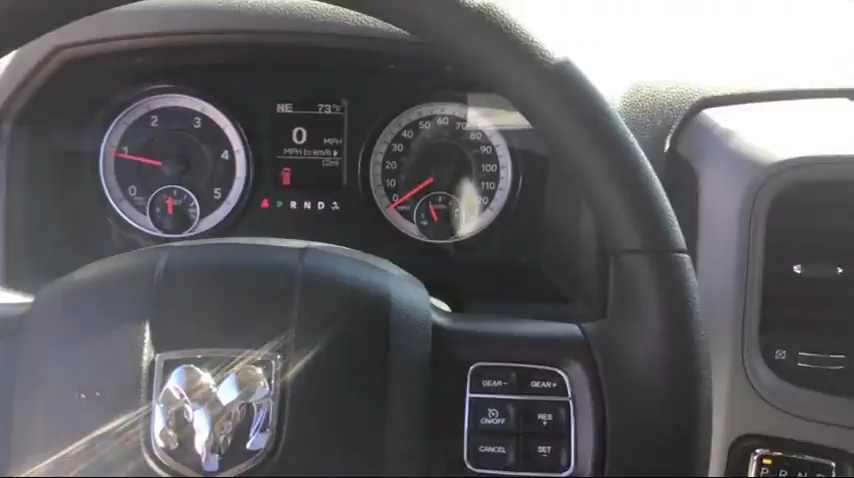 NE 73°F
0 MPH
MPH to km/h
12mi
P R N D
0 1 2 3 4 5
0 10 20 30 40 50 60 70 80 90 100 110 120
GEAR− GEAR+
ON/OFF RES +
CANCEL SET −
P R N D